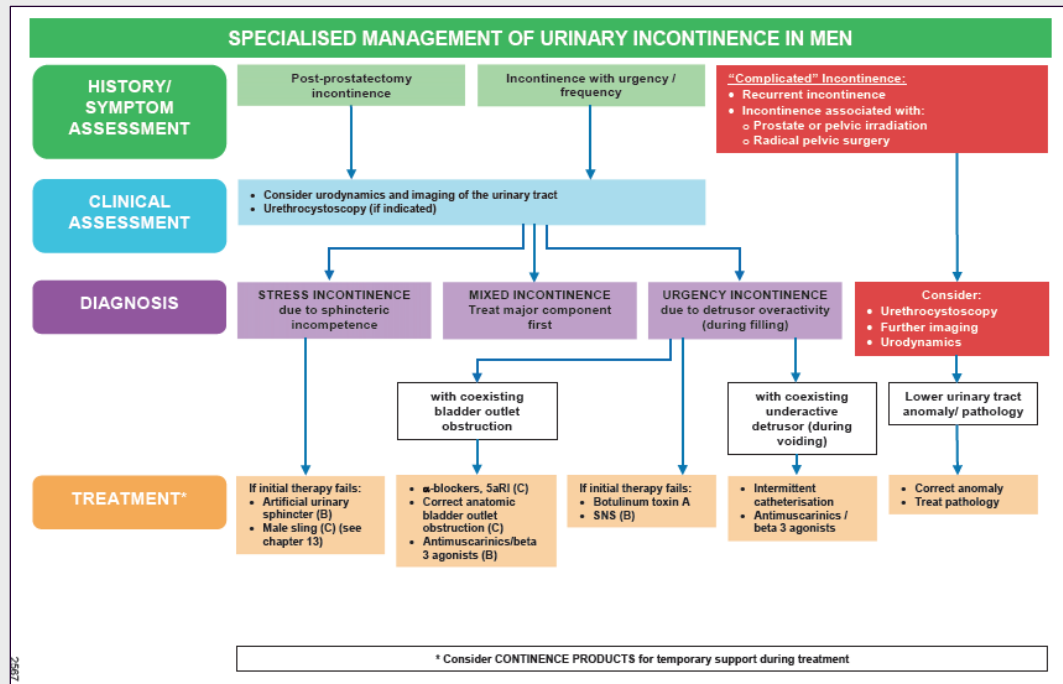 SPECIALISED MANAGEMENT OF URINARY INCONTINENCE IN MEN
HISTORY/
SYMPTOM
ASSESSMENT
Post-prostatectomy
incontinence
Incontinence with urgency /
frequency
“Complicated” Incontinence:
• Recurrent incontinence
• Incontinence associated with:
o Prostate or pelvic irradiation
o Radical pelvic surgery
CLINICAL
ASSESSMENT
• Consider urodynamics and imaging of the urinary tract
• Urethrocystoscopy (if indicated)
DIAGNOSIS
STRESS INCONTINENCE
due to sphincteric
incompetence
MIXED INCONTINENCE
Treat major component
first
URGENCY INCONTINENCE
due to detrusor overactivity
(during filling)
Consider:
• Urethrocystoscopy
• Further imaging
• Urodynamics
with coexisting
bladder outlet
obstruction
with coexisting
underactive
detrusor (during
voiding)
Lower urinary tract
anomaly/ pathology
TREATMENT*
If initial therapy fails:
• Artificial urinary
sphincter (B)
• Male sling (C) (see
chapter 13)
• α-blockers, 5aRI (C)
• Correct anatomic
bladder outlet
obstruction (C)
• Antimuscarinics/beta
3 agonists (B)
If initial therapy fails:
• Botulinum toxin A
• SNS (B)
• Intermittent
catheterisation
• Antimuscarinics /
beta 3 agonists
• Correct anomaly
• Treat pathology
* Consider CONTINENCE PRODUCTS for temporary support during treatment
2567